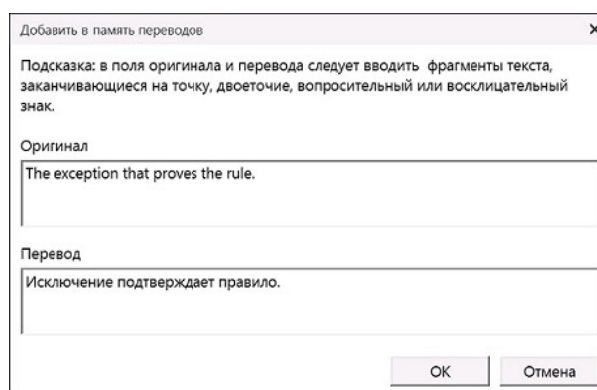 Добавить в память переводов
Подсказка: в поля оригинала и перевода следует вводить фрагменты текста,
заканчивающиеся на точку, двоеточие, вопросительный или восклицательный
знак.
Оригинал
The exception that proves the rule.
Перевод
Исключение подтверждает правило.
OK Отмена